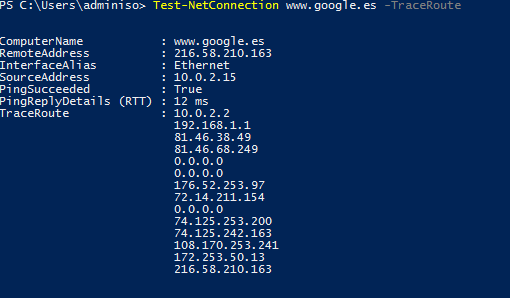 PS C:\Users\adminiso> Test-NetConnection www.google.es -TraceRoute
ComputerName : www.google.es
RemoteAddress : 216.58.210.163
InterfaceAlias : Ethernet
SourceAddress : 10.0.2.15
PingSucceeded : True
PingReplyDetails (RTT) : 12 ms
TraceRoute : 10.0.2.2
192.168.1.1
81.46.38.49
81.46.68.249
0.0.0.0
0.0.0.0
176.52.253.97
72.14.211.154
0.0.0.0
74.125.253.200
74.125.242.163
108.170.253.241
172.253.50.13
216.58.210.163